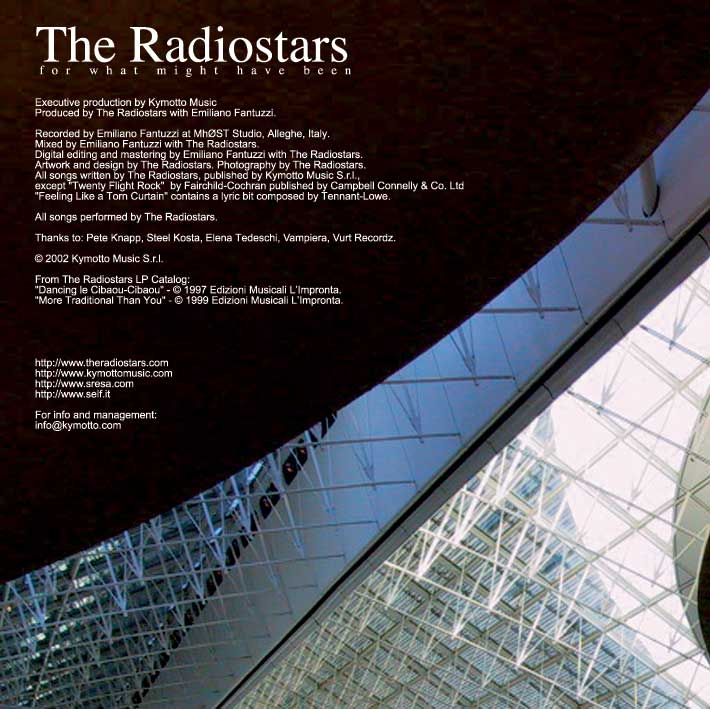 The Radiostars
for what might have been
Executive production by Kymotto Music
Produced by The Radiostars with Emiliano Fantuzzi.
Recorded by Emiliano Fantuzzi at MhØST Studio, Alleghe, Italy.
Mixed by Emiliano Fantuzzi with The Radiostars.
Digital editing and mastering by Emiliano Fantuzzi with The Radiostars.
Artwork and design by The Radiostars. Photography by The Radiostars.
All songs written by The Radiostars, published by Kymotto Music S.r.l.,
except "Twenty Flight Rock" by Fairchild-Cochran published by Campbell Connelly & Co. Ltd
"Feeling Like a Torn Curtain" contains a lyric bit composed by Tennant-Lowe.
All songs performed by The Radiostars.
Thanks to: Pete Knapp, Steel Kosta, Elena Tedeschi, Vampiera, Vurt Recordz.
© 2002 Kymotto Music S.r.l.
From The Radiostars LP Catalog:
"Dancing le Cibaou-Cibaou" - © 1997 Edizioni Musicali L'Impronta.
"More Traditional Than You" - © 1999 Edizioni Musicali L'Impronta.
http://www.theradiostars.com
http://www.kymottomusic.com
http://www.sresa.com
http://www.self.it
For info and management:
info@kymotto.com